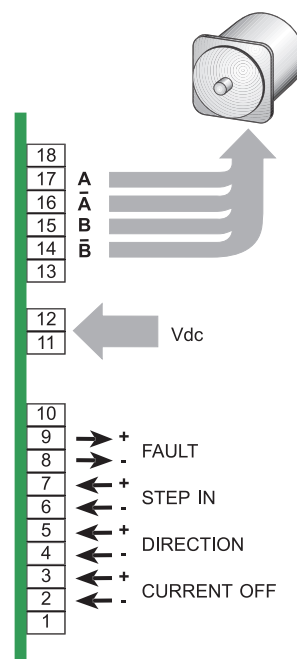 18
17 A
16 A̅
15 B
14 B̅
13
12
11
Vdc
10
9 +
8 -
FAULT
7 +
6 -
STEP IN
5 +
4 -
DIRECTION
3 +
2 -
CURRENT OFF
1